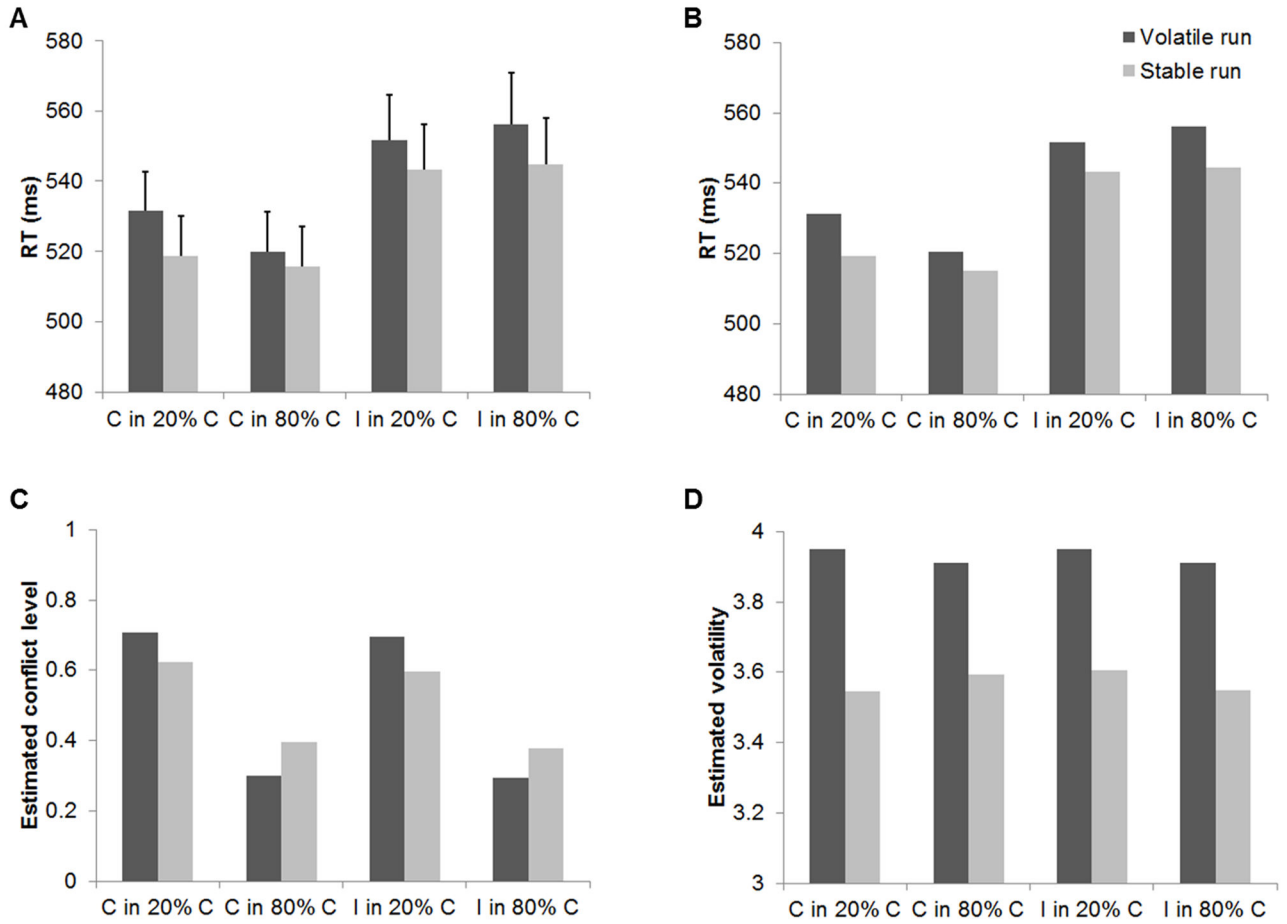 A
580
560
540
520
500
480
RT (ms)
C in 20% C C in 80% C I in 20% C I in 80% C
B
580
560
540
520
500
480
RT (ms)
Volatile run
Stable run
C in 20% C C in 80% C I in 20% C I in 80% C
C
1
0.8
0.6
0.4
0.2
0
Estimated conflict level
C in 20% C C in 80% C I in 20% C I in 80% C
D
4
3.8
3.6
3.4
3.2
3
Estimated volatility
C in 20% C C in 80% C I in 20% C I in 80% C